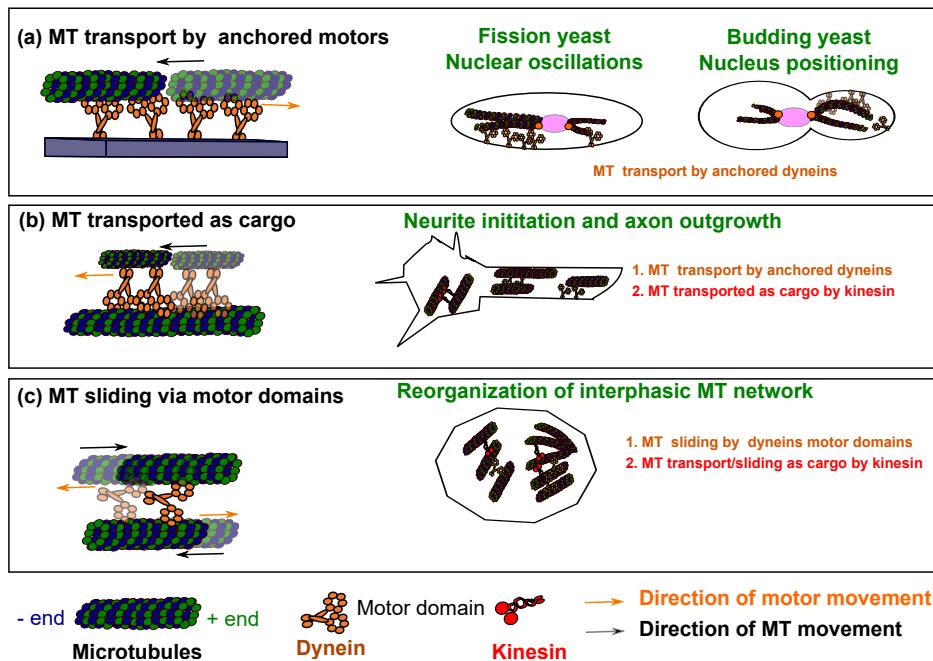 (a) MT transport by anchored motors
Fission yeast
Nuclear oscillations
Budding yeast
Nucleus positioning
MT transport by anchored dyneins
(b) MT transported as cargo
Neurite inititation and axon outgrowth
1. MT transport by anchored dyneins
2. MT transported as cargo by kinesin
(c) MT sliding via motor domains
Reorganization of interphasic MT network
1. MT sliding by dyneins motor domains
2. MT transport/sliding as cargo by kinesin
- end
+ end
Microtubules
Motor domain
Dynein
Kinesin
Direction of motor movement
Direction of MT movement